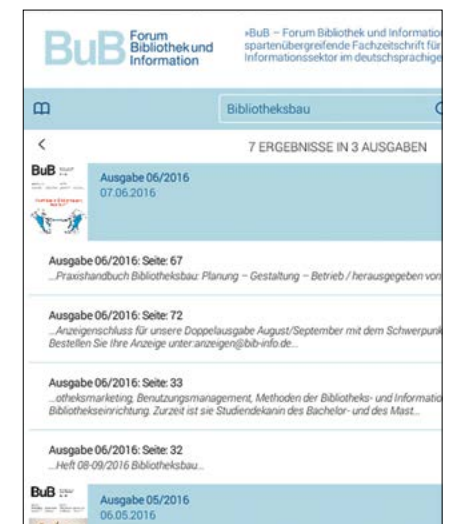 BuB Forum
Bibliothek und
Information
»BuB – Forum Bibliothek und Information
spartenübergreifende Fachzeitschrift für
Informationssektor im deutschsprachige
Bibliotheksbau
7 ERGEBNISSE IN 3 AUSGABEN
BuB
Ausgabe 06/2016
07.06.2016
Ausgabe 06/2016: Seite: 67
...Praxishandbuch Bibliotheksbau: Planung – Gestaltung – Betrieb / herausgegeben von
Ausgabe 06/2016: Seite: 72
...Anzeigenschluss für unsere Doppelausgabe August/September mit dem Schwerpunk
Bestellen Sie Ihre Anzeige unter:anzeigen@bib-info.de...
Ausgabe 06/2016: Seite: 33
...otheksmarketing, Benutzungsmanagement, Methoden der Bibliotheks- und Informatio
Bibliothekseinrichtung. Zurzeit ist sie Studiendekanin des Bachelor- und des Mast...
Ausgabe 06/2016: Seite: 32
...Heft 08-09/2016 Bibliotheksbau...
BuB
Ausgabe 05/2016
06.05.2016